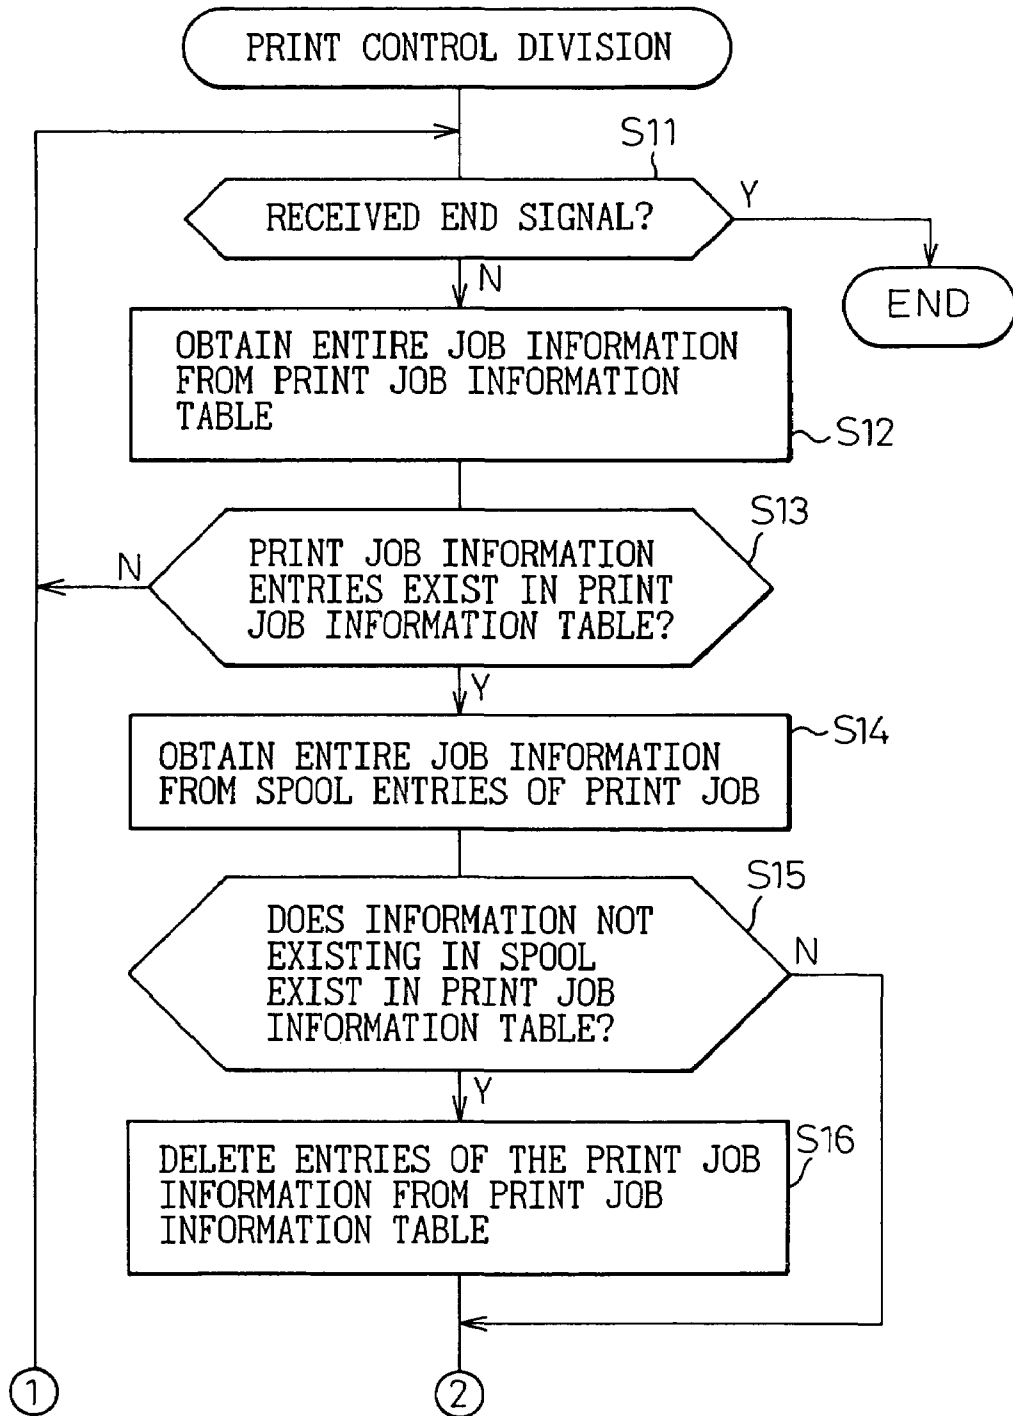 PRINT CONTROL DIVISION
S11
RECEIVED END SIGNAL?
Y
N
END
OBTAIN ENTIRE JOB INFORMATION
FROM PRINT JOB INFORMATION
TABLE
S12
S13
PRINT JOB INFORMATION
ENTRIES EXIST IN PRINT
JOB INFORMATION TABLE?
N
Y
S14
OBTAIN ENTIRE JOB INFORMATION
FROM SPOOL ENTRIES OF PRINT JOB
S15
DOES INFORMATION NOT
EXISTING IN SPOOL
EXIST IN PRINT JOB
INFORMATION TABLE?
N
Y
S16
DELETE ENTRIES OF THE PRINT JOB
INFORMATION FROM PRINT JOB
INFORMATION TABLE
1
2